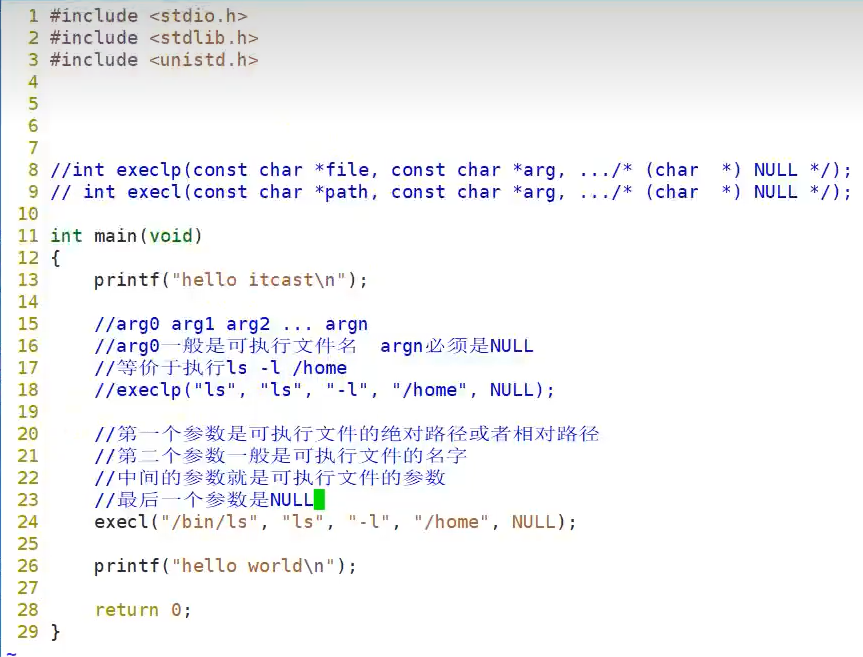 1 #include <stdio.h>
2 #include <stdlib.h>
3 #include <unistd.h>
4
5
6
7
8 //int execlp(const char *file, const char *arg, .../* (char  *) NULL */);
9 // int execl(const char *path, const char *arg, .../* (char  *) NULL */);
10
11 int main(void)
12 {
13     printf("hello itcast\n");
14
15     //arg0 arg1 arg2 ... argn
16     //arg0一般是可执行文件名  argn必须是NULL
17     //等价于执行ls -l /home
18     //execlp("ls", "ls", "-l", "/home", NULL);
19
20     //第一个参数是可执行文件的绝对路径或者相对路径
21     //第二个参数一般是可执行文件的名字
22     //中间的参数就是可执行文件的参数
23     //最后一个参数是NULL
24     execl("/bin/ls", "ls", "-l", "/home", NULL);
25
26     printf("hello world\n");
27
28     return 0;
29 }
~